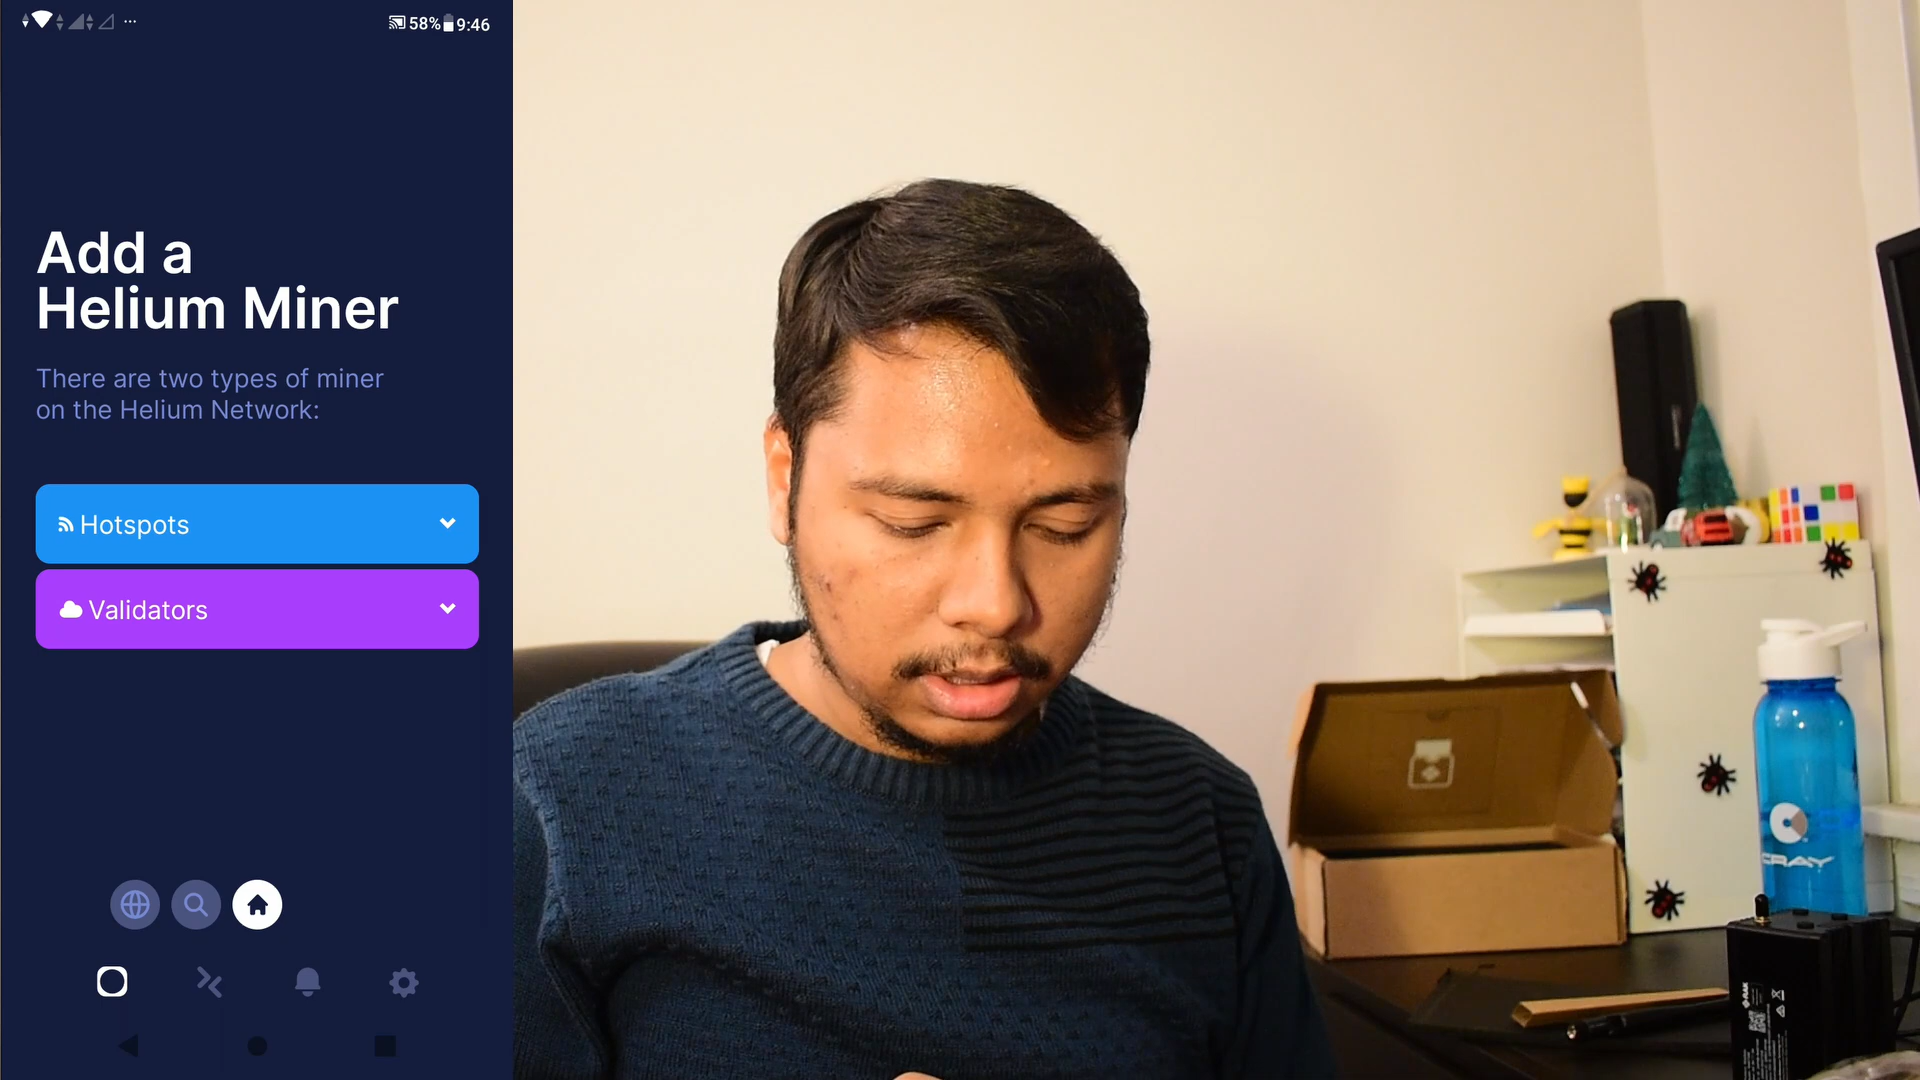 58% 9:46
Add a
Helium Miner
There are two types of miner
on the Helium Network:
Hotspots
Validators
CRAY
RAK